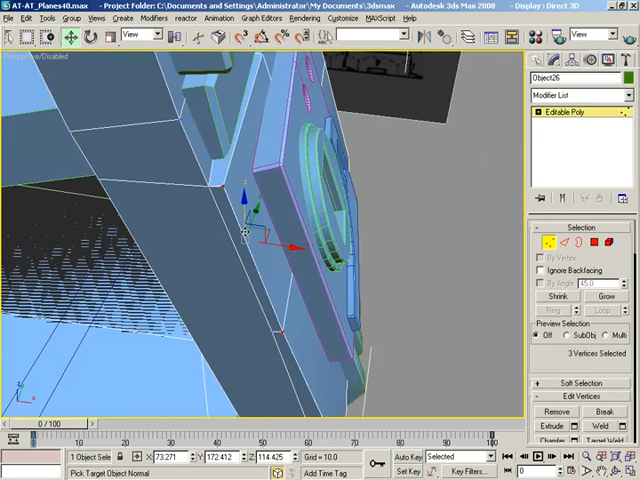 AT-AT_Planes40.max - Project Folder: C:\Documents and Settings\Administrator\My Documents\3dsmax - Autodesk 3ds Max 2008 - Display : Direct 3D
File Edit Tools Group Views Create Modifiers reactor Animation Graph Editors Rendering Customize MAXScript Help
View
View
Perspective/Disabled
Object26
Modifier List
Editable Poly
Selection
By Vertex
Ignore Backfacing
By Angle: 45.0
Shrink Grow
Ring Loop
Preview Selection
Off SubObj Multi
3 Vertices Selected
Soft Selection
Edit Vertices
Remove Break
Extrude Weld
Chamfer Target Weld
0 / 100
0 10 20 30 40 50 60 70 80 90 100
1 Object Sele X: 73.271 Y: 172.412 Z: 114.425 Grid = 10.0 Auto Key Selected
Pick Target Object Normal Add Time Tag Set Key Key Filters... 0